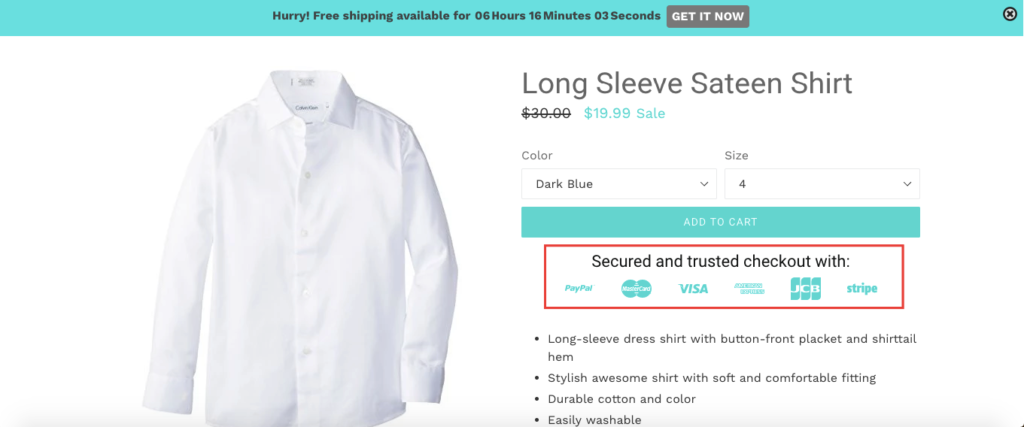 Hurry! Free shipping available for 06 Hours 16 Minutes 03 Seconds GET IT NOW
Long Sleeve Sateen Shirt
$30.00 $19.99 Sale
Color Size
Dark Blue 4
ADD TO CART
Secured and trusted checkout with:
PayPal MasterCard VISA AMERICAN EXPRESS JCB stripe
• Long-sleeve dress shirt with button-front placket and shirttail
hem
• Stylish awesome shirt with soft and comfortable fitting
• Durable cotton and color
• Easily washable
Calvin Klein